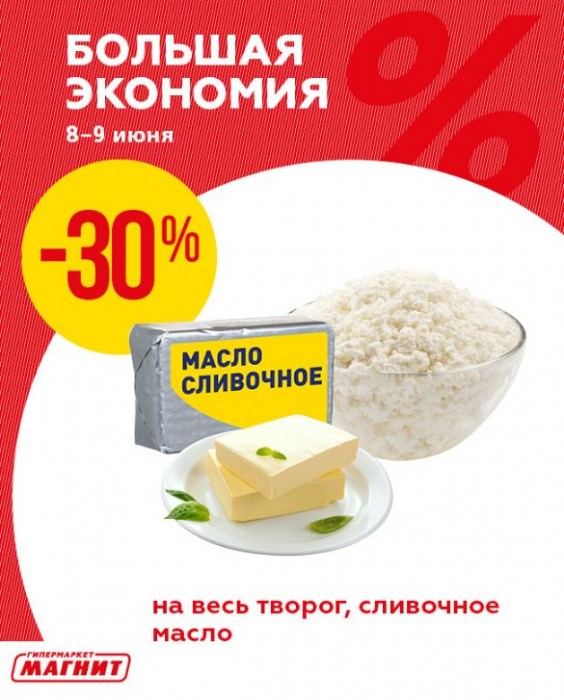 БОЛЬШАЯ
ЭКОНОМИЯ
8–9 июня
-30%
МАСЛО
СЛИВОЧНОЕ
на весь творог, сливочное
масло
ГИПЕРМАРКЕТ
МАГНИТ